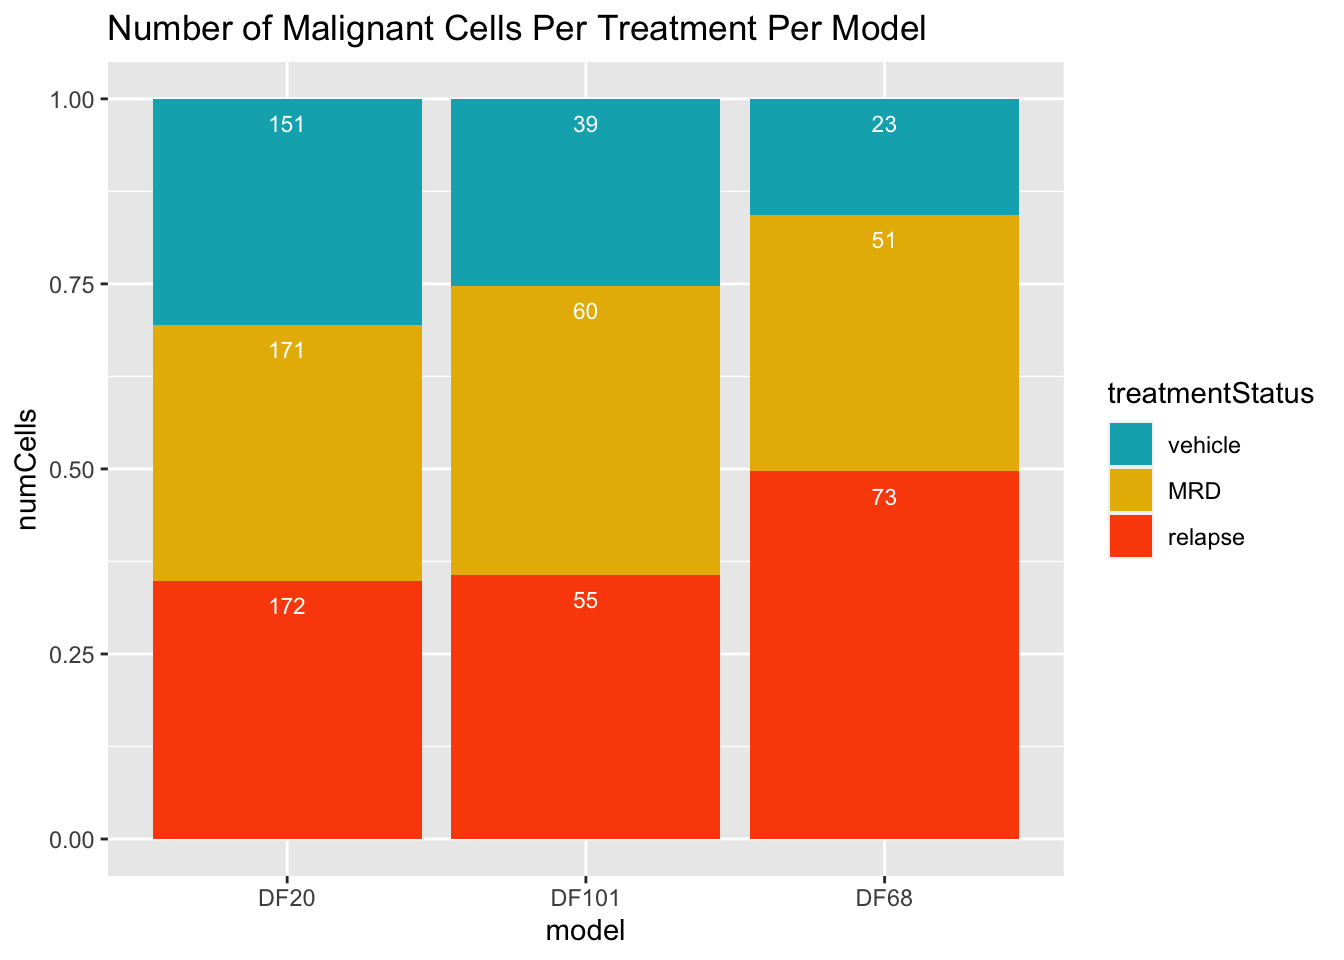 Number of Malignant Cells Per Treatment Per Model
numCells
1.00
0.75
0.50
0.25
0.00
151
39
23
171
60
51
172
55
73
DF20
DF101
DF68
model
treatmentStatus
vehicle
MRD
relapse